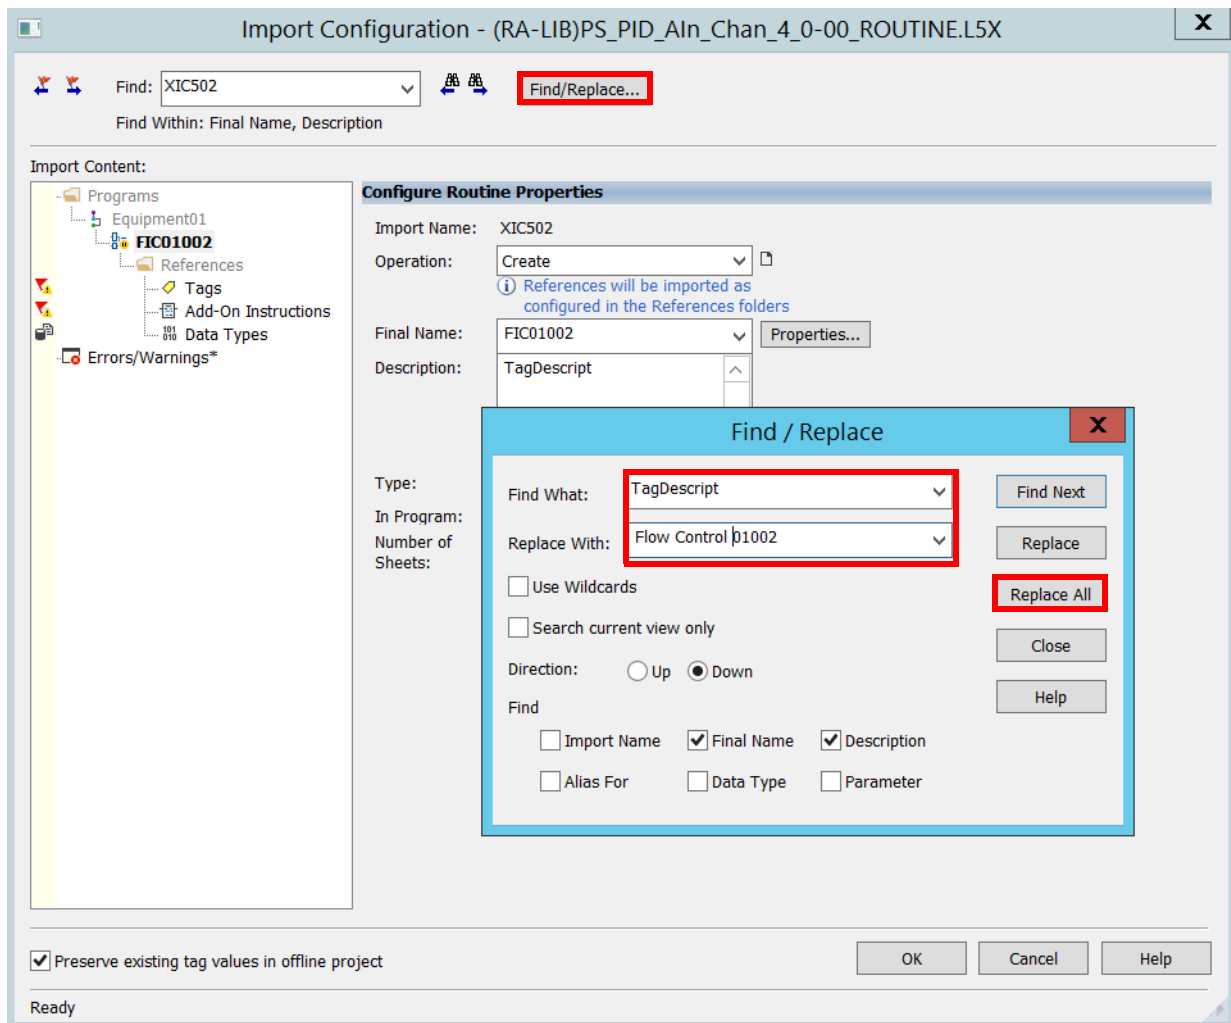 Import Configuration - (RA-LIB)PS_PID_AIn_Chan_4_0-00_ROUTINE.L5X
X
Find: XIC502
Find/Replace...
Find Within: Final Name, Description
Import Content:
Programs
Equipment01
FIC01002
References
Tags
Add-On Instructions
Data Types
Errors/Warnings*
Configure Routine Properties
Import Name: XIC502
Operation: Create
References will be imported as
configured in the References folders
Final Name: FIC01002 Properties...
Description: TagDescript
Type:
In Program:
Number of
Sheets:
Find / Replace
X
Find What: TagDescript Find Next
Replace With: Flow Control 01002 Replace
Use Wildcards Replace All
Search current view only
Close
Direction: Up Down
Help
Find
Import Name Final Name Description
Alias For Data Type Parameter
Preserve existing tag values in offline project
OK Cancel Help
Ready